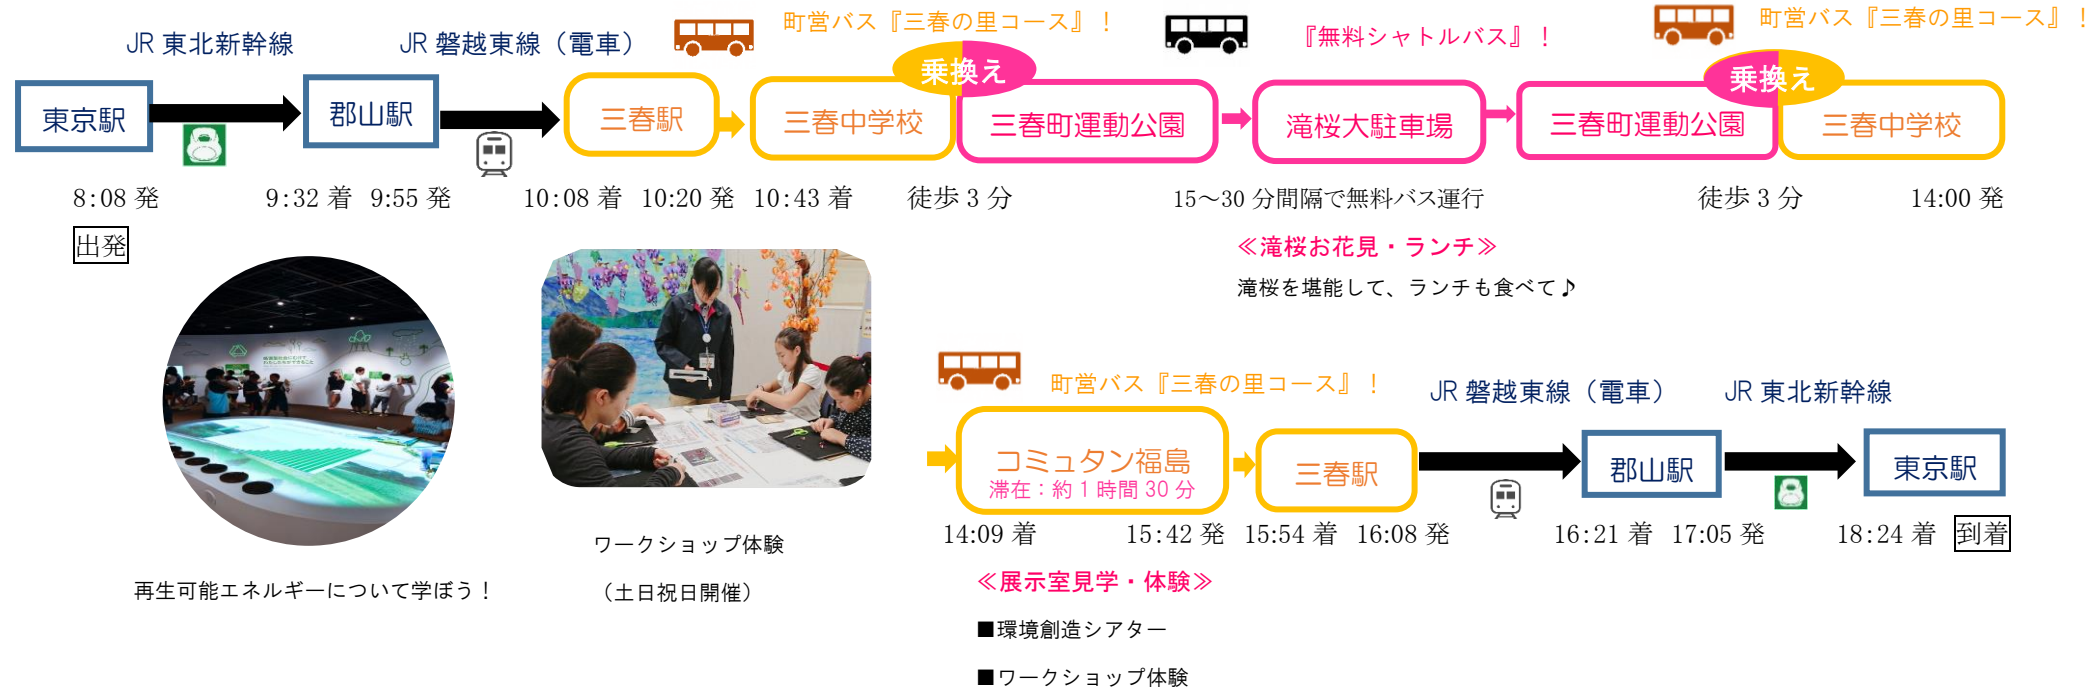 町営バス『三春の里コース』！
『無料シャトルバス』！
町営バス『三春の里コース』！
JR 東北新幹線
JR 磐越東線（電車）
乗換え
乗換え
東京駅
郡山駅
三春駅
三春中学校
三春町運動公園
滝桜大駐車場
三春町運動公園
三春中学校
8:08 発
9:32 着 9:55 発
10:08 着 10:20 発 10:43 着
徒歩 3 分
15～30 分間隔で無料バス運行
徒歩 3 分
14:00 発
出発
≪滝桜お花見・ランチ≫
滝桜を堪能して、ランチも食べて♪
町営バス『三春の里コース』！
JR 磐越東線（電車）
JR 東北新幹線
コミュタン福島
滞在：約 1 時間 30 分
三春駅
郡山駅
東京駅
14:09 着
15:42 発
15:54 着 16:08 発
16:21 着 17:05 発
18:24 着
到着
ワークショップ体験
（土日祝日開催）
再生可能エネルギーについて学ぼう！
≪展示室見学・体験≫
■環境創造シアター
■ワークショップ体験